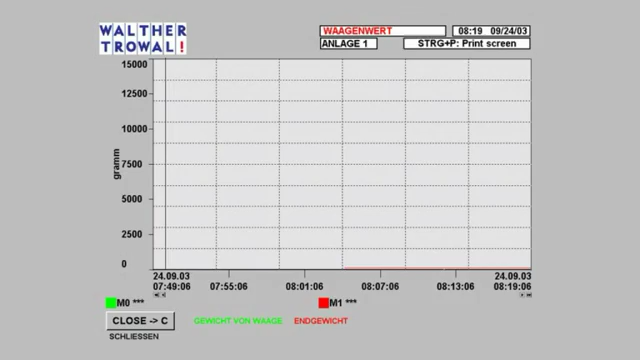 WALTHER
TROWAL!
WAAGENWERT
08:19 09/24/03
ANLAGE 1
STRG+P: Print screen
15000
12500
10000
7500
5000
2500
0
gramm
24.09.03
07:49:06
07:55:06
08:01:06
08:07:06
08:13:06
24.09.03
08:19:06
M0 ***
M1 ***
CLOSE -> C
GEWICHT VON WAAGE
ENDGEWICHT
SCHLIESSEN